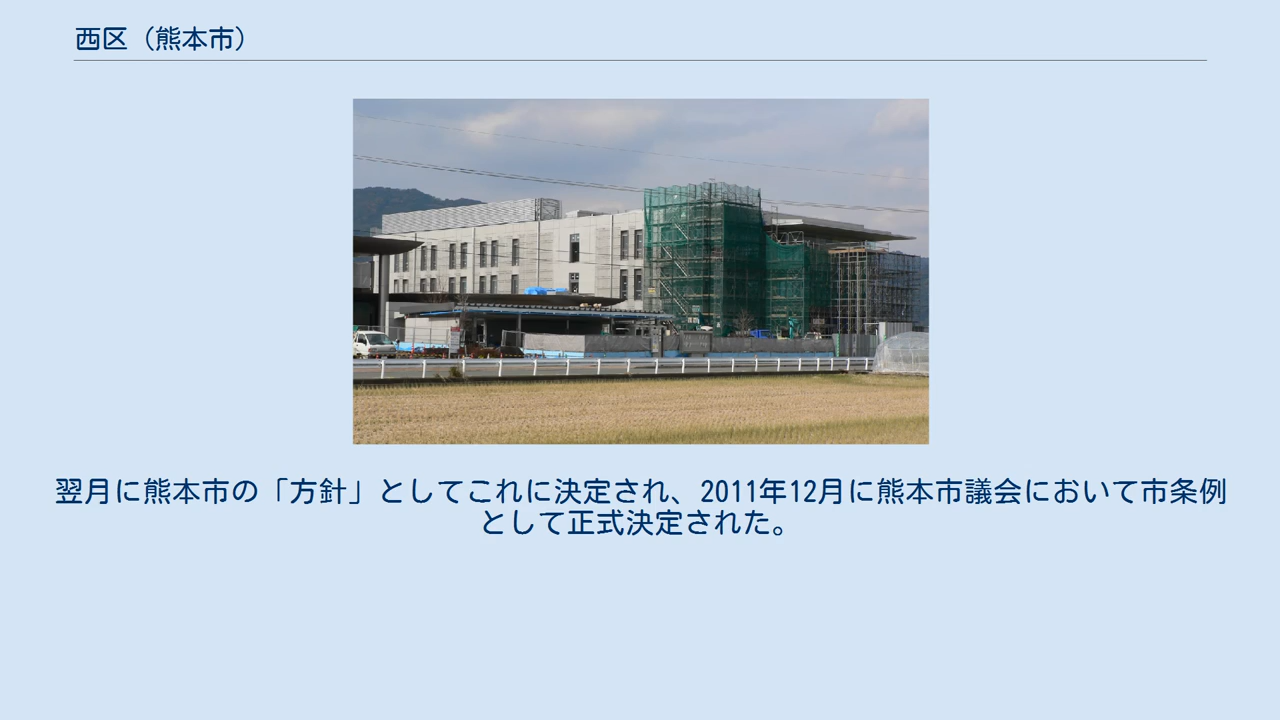 西区（熊本市）
翌月に熊本市の「方針」としてこれに決定され、2011年12月に熊本市議会において市条例
として正式決定された。